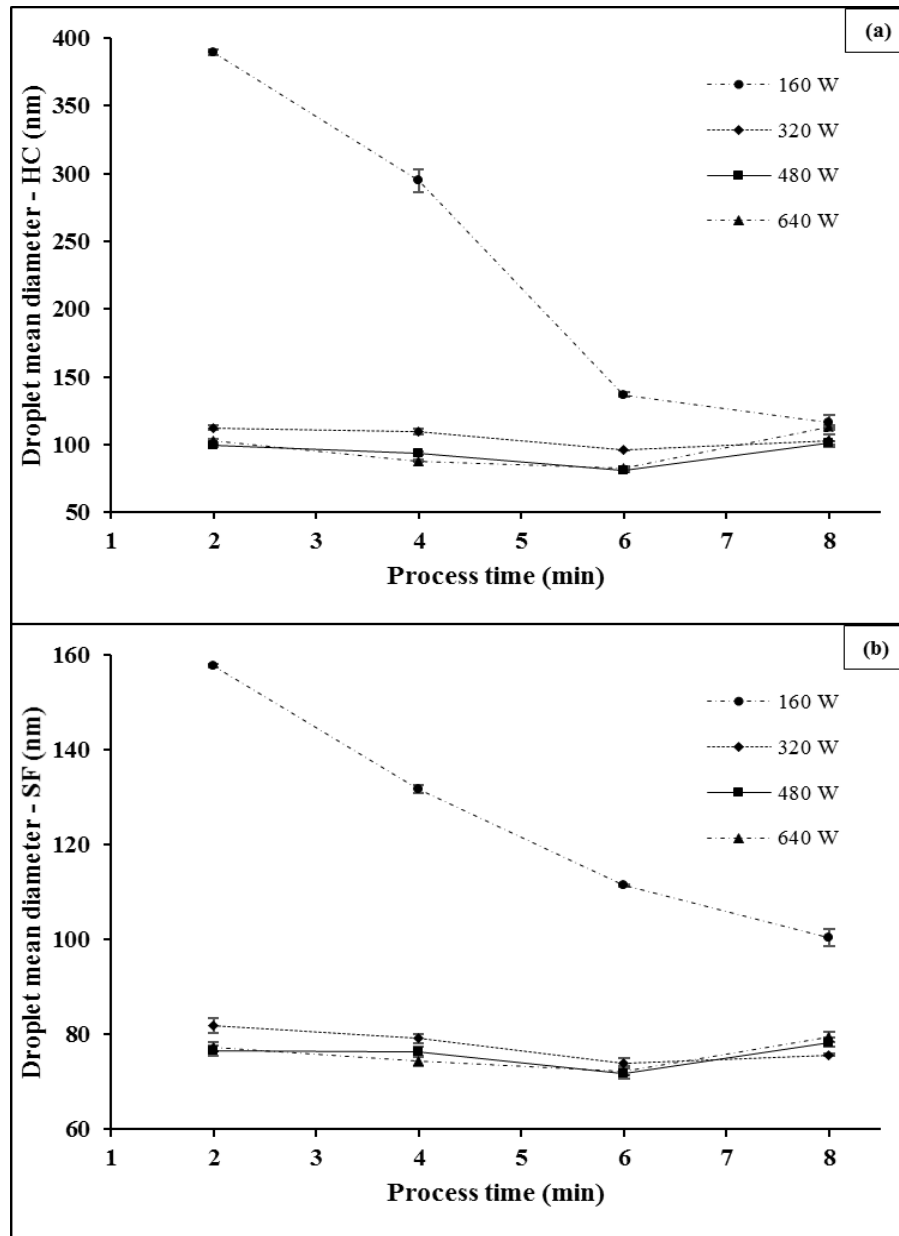 (a)
Droplet mean diameter - HC (nm)
400
350
300
250
200
150
100
50
160 W
320 W
480 W
640 W
1 2 3 4 5 6 7 8
Process time (min)
(b)
Droplet mean diameter - SF (nm)
160
140
120
100
80
60
160 W
320 W
480 W
640 W
1 2 3 4 5 6 7 8
Process time (min)